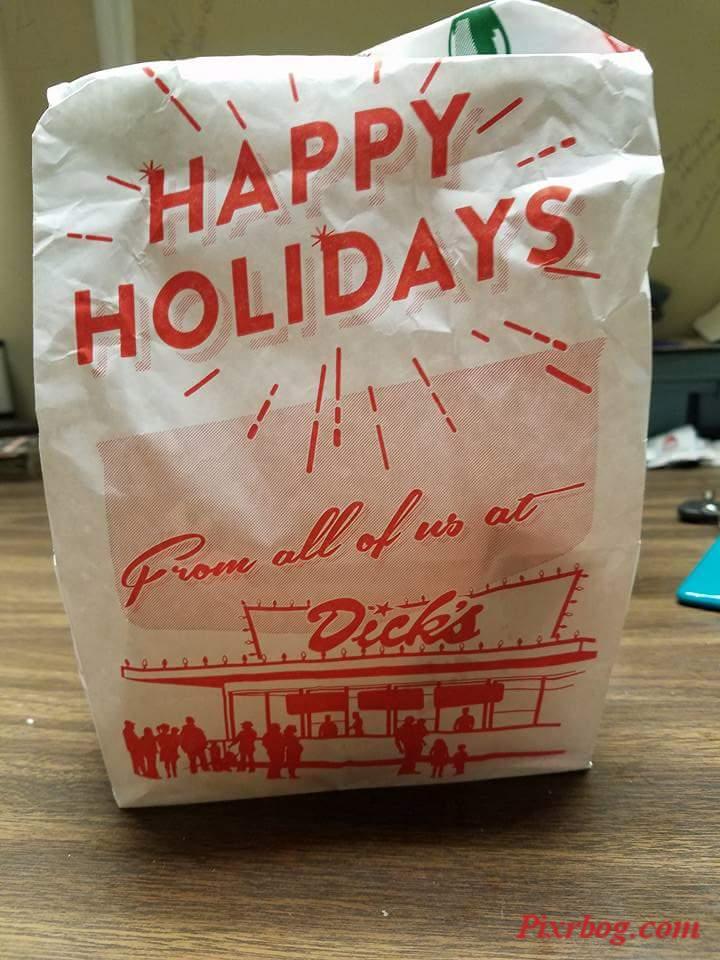 HAPPY
HOLIDAYS
From all of us at
Dick's
Pixrbog.com